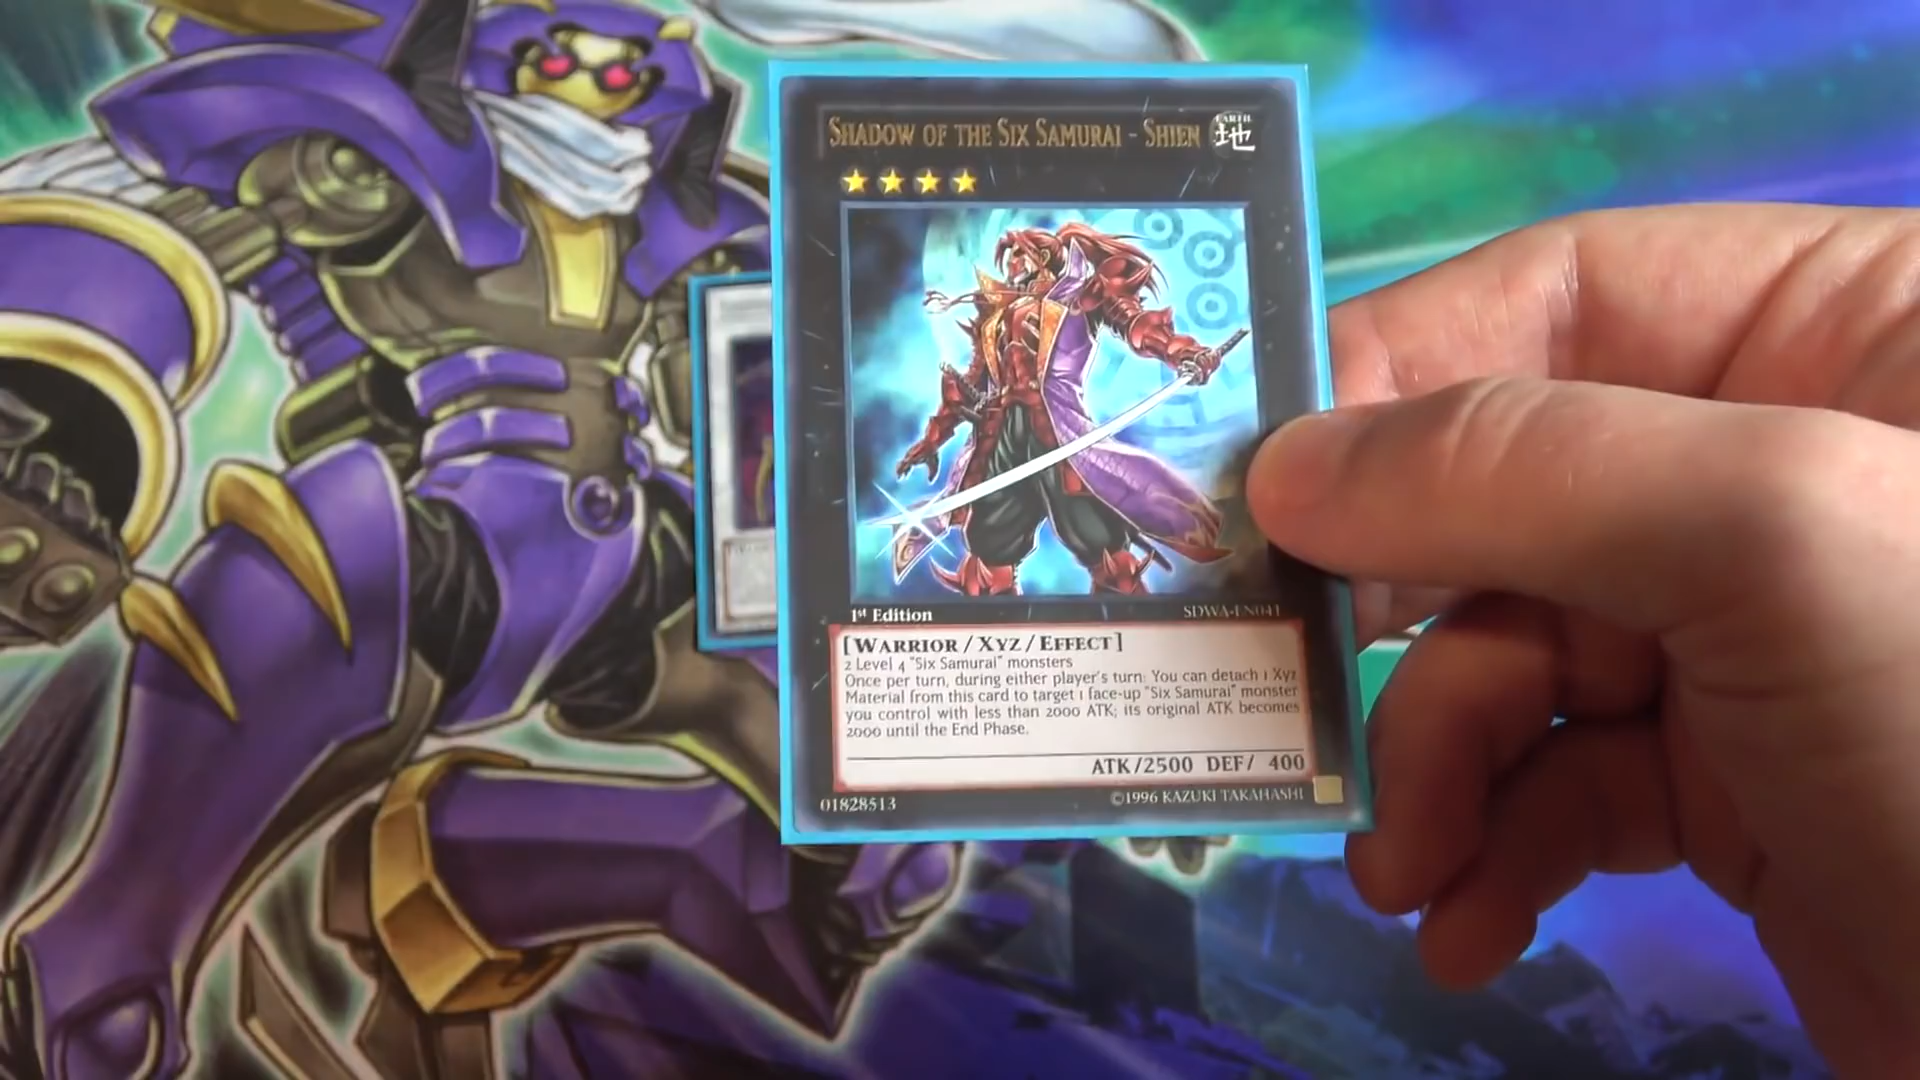 SHADOW OF THE SIX SAMURAI - SHIEN
EARTH
地
1st Edition
SDWA-EN041
[WARRIOR/XYZ/EFFECT]
2 Level 4 "Six Samurai" monsters
Once per turn, during either player's turn: You can detach 1 Xyz
Material from this card to target 1 face-up "Six Samurai" monster
you control with less than 2000 ATK; its original ATK becomes
2000 until the End Phase.
ATK/2500 DEF/ 400
01828513
©1996 KAZUKI TAKAHASHI